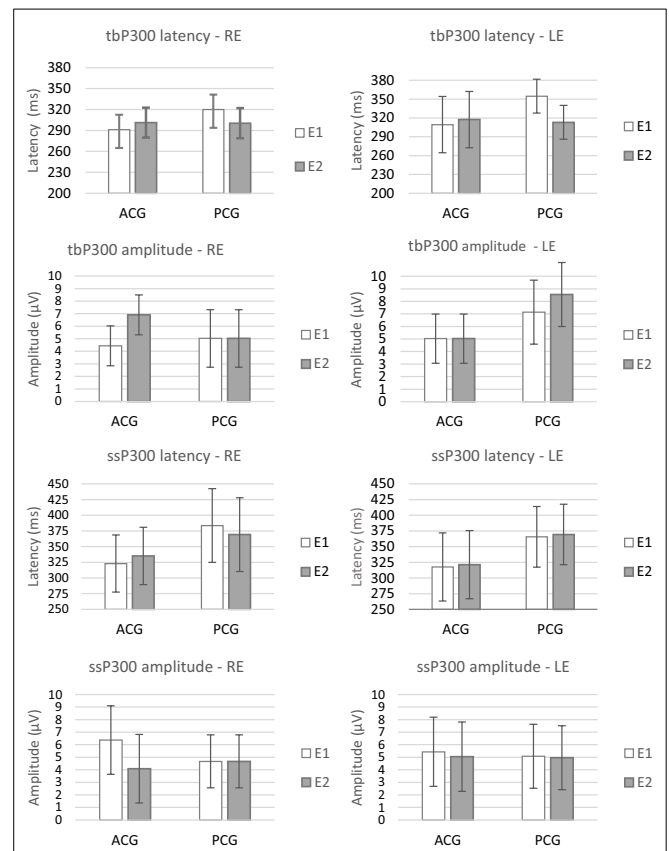 tbP300 latency - RE
Latency (ms)
380
350
320
290
260
230
200
ACG
PCG
E1
E2
tbP300 latency - LE
Latency (ms)
380
350
320
290
260
230
200
ACG
PCG
E1
E2
tbP300 amplitude - RE
Amplitude (μV)
10
9
8
7
6
5
4
3
2
1
0
ACG
PCG
E1
E2
tbP300 amplitude - LE
Amplitude (μV)
10
9
8
7
6
5
4
3
2
1
0
ACG
PCG
E1
E2
ssP300 latency - RE
Latency (ms)
450
425
400
375
350
325
300
275
250
ACG
PCG
E1
E2
ssP300 latency - LE
Latency (ms)
450
425
400
375
350
325
300
275
250
ACG
PCG
E1
E2
ssP300 amplitude - RE
Amplitude (μV)
10
9
8
7
6
5
4
3
2
1
0
ACG
PCG
E1
E2
ssP300 amplitude - LE
Amplitude (μV)
10
9
8
7
6
5
4
3
2
1
0
ACG
PCG
E1
E2